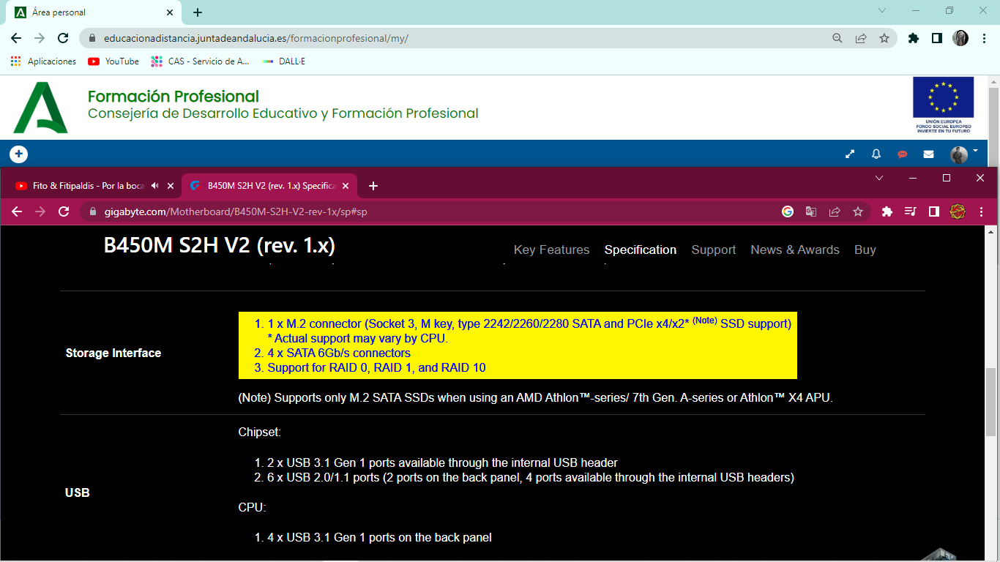 Área personal
educacionadistancia.juntadeandalucia.es/formacionprofesional/my/
Aplicaciones YouTube CAS - Servicio de A... DALL·E
Formación Profesional
Consejería de Desarrollo Educativo y Formación Profesional
UNIÓN EUROPEA
FONDO SOCIAL EUROPEO
INVIERTE EN TU FUTURO
Fito & Fitipaldis - Por la boca B450M S2H V2 (rev. 1.x) Specifica
gigabyte.com/Motherboard/B450M-S2H-V2-rev-1x/sp#sp
B450M S2H V2 (rev. 1.x)
Key Features Specification Support News & Awards Buy
Storage Interface
1. 1 x M.2 connector (Socket 3, M key, type 2242/2260/2280 SATA and PCIe x4/x2* (Note) SSD support)
* Actual support may vary by CPU.
2. 4 x SATA 6Gb/s connectors
3. Support for RAID 0, RAID 1, and RAID 10
(Note) Supports only M.2 SATA SSDs when using an AMD Athlon™-series/ 7th Gen. A-series or Athlon™ X4 APU.
USB
Chipset:
1. 2 x USB 3.1 Gen 1 ports available through the internal USB header
2. 6 x USB 2.0/1.1 ports (2 ports on the back panel, 4 ports available through the internal USB headers)
CPU:
1. 4 x USB 3.1 Gen 1 ports on the back panel